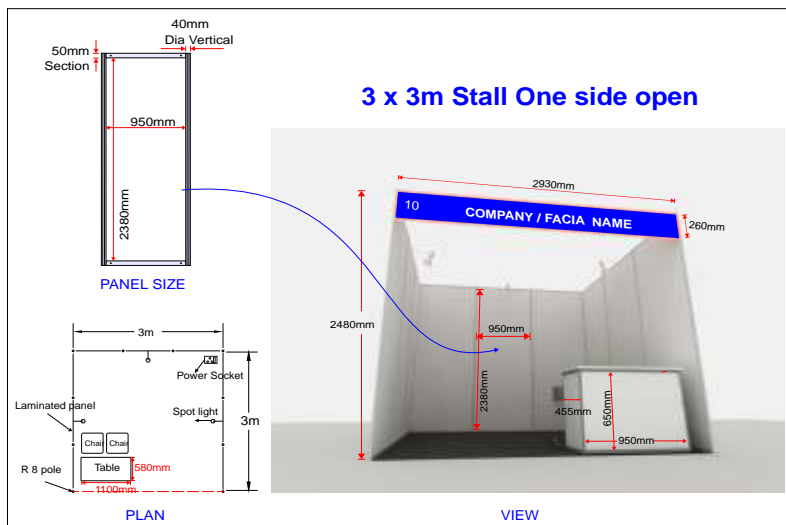 40mm
Dia Vertical
50mm
Section
950mm
2380mm
PANEL SIZE
3 x 3m Stall One side open
2930mm
10
COMPANY / FACIA NAME
260mm
2480mm
950mm
2380mm
455mm
650mm
950mm
VIEW
3m
Power Socket
Laminated panel
Spot light
3m
Chair
Chair
Table
580mm
R 8 pole
1100mm
PLAN